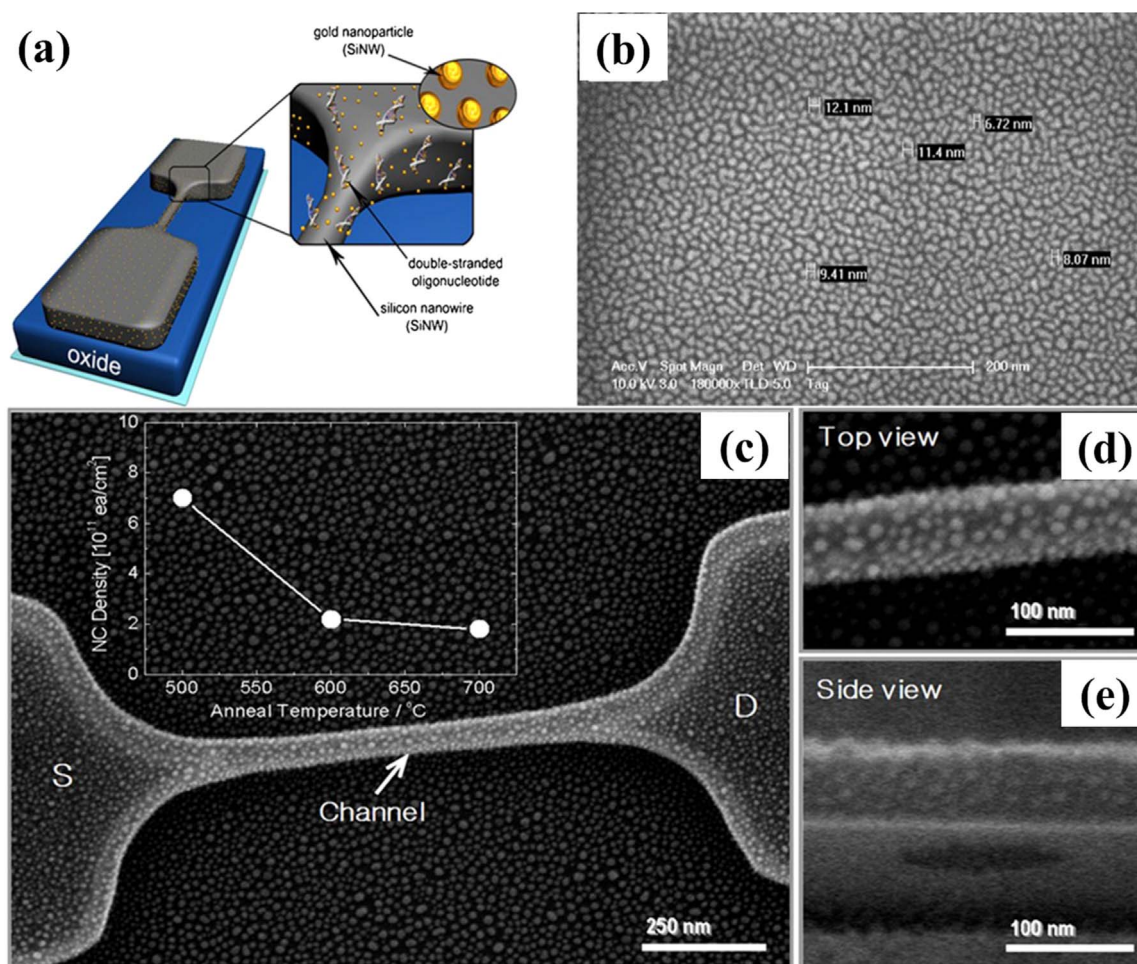 (a)
gold nanoparticle
(SiNW)
double-stranded
oligonucleotide
silicon nanowire
(SiNW)
oxide
(b)
12.1 nm
6.72 nm
11.4 nm
9.41 nm
8.07 nm
Acc.V Spot Magn Det WD
10.0 kV 3.0 180000x TLD 5.0 Tag
200 nm
(c)
NC Density [10¹¹ ea/cm²]
10
8
6
4
2
0
500 550 600 650 700
Anneal Temperature / °C
S
D
Channel
250 nm
Top view
(d)
100 nm
Side view
(e)
100 nm